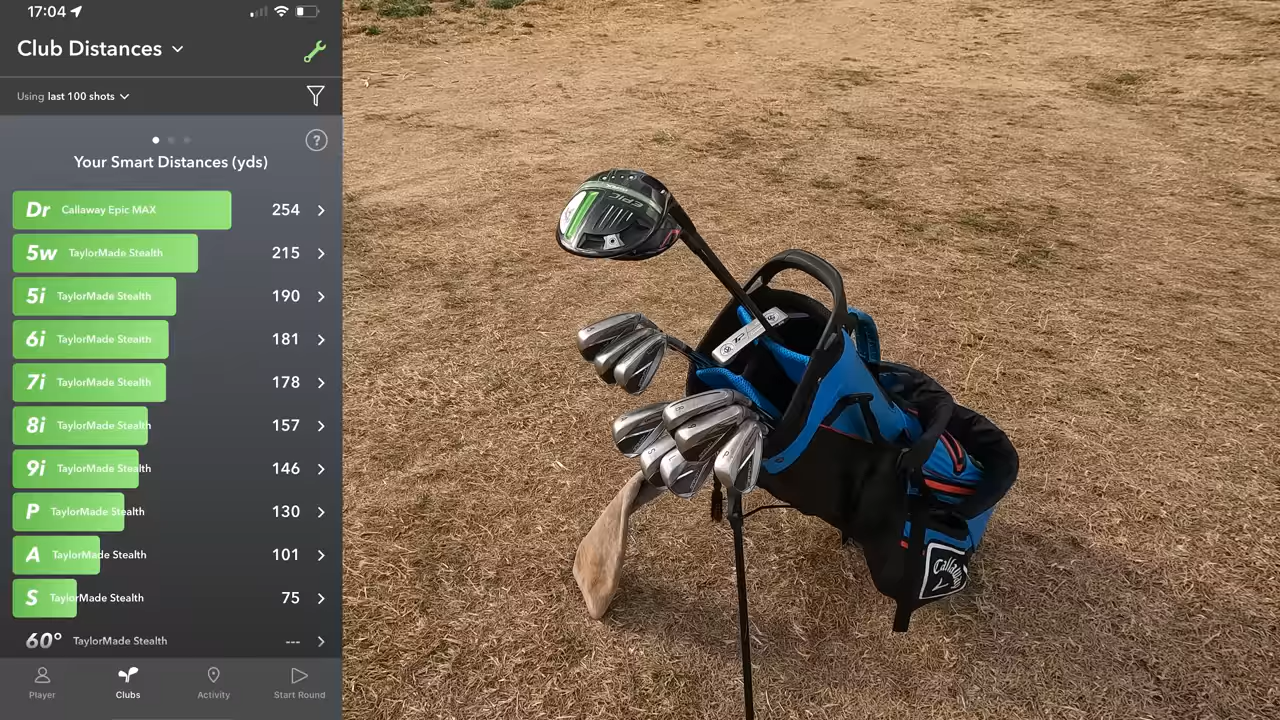 17:04
Club Distances
Using last 100 shots
?
Your Smart Distances (yds)
Dr Callaway Epic MAX 254
5w TaylorMade Stealth 215
5i TaylorMade Stealth 190
6i TaylorMade Stealth 181
7i TaylorMade Stealth 178
8i TaylorMade Stealth 157
9i TaylorMade Stealth 146
P TaylorMade Stealth 130
A TaylorMade Stealth 101
S TaylorMade Stealth 75
60° TaylorMade Stealth ---
Player Clubs Activity Start Round
EPIC
Callaway